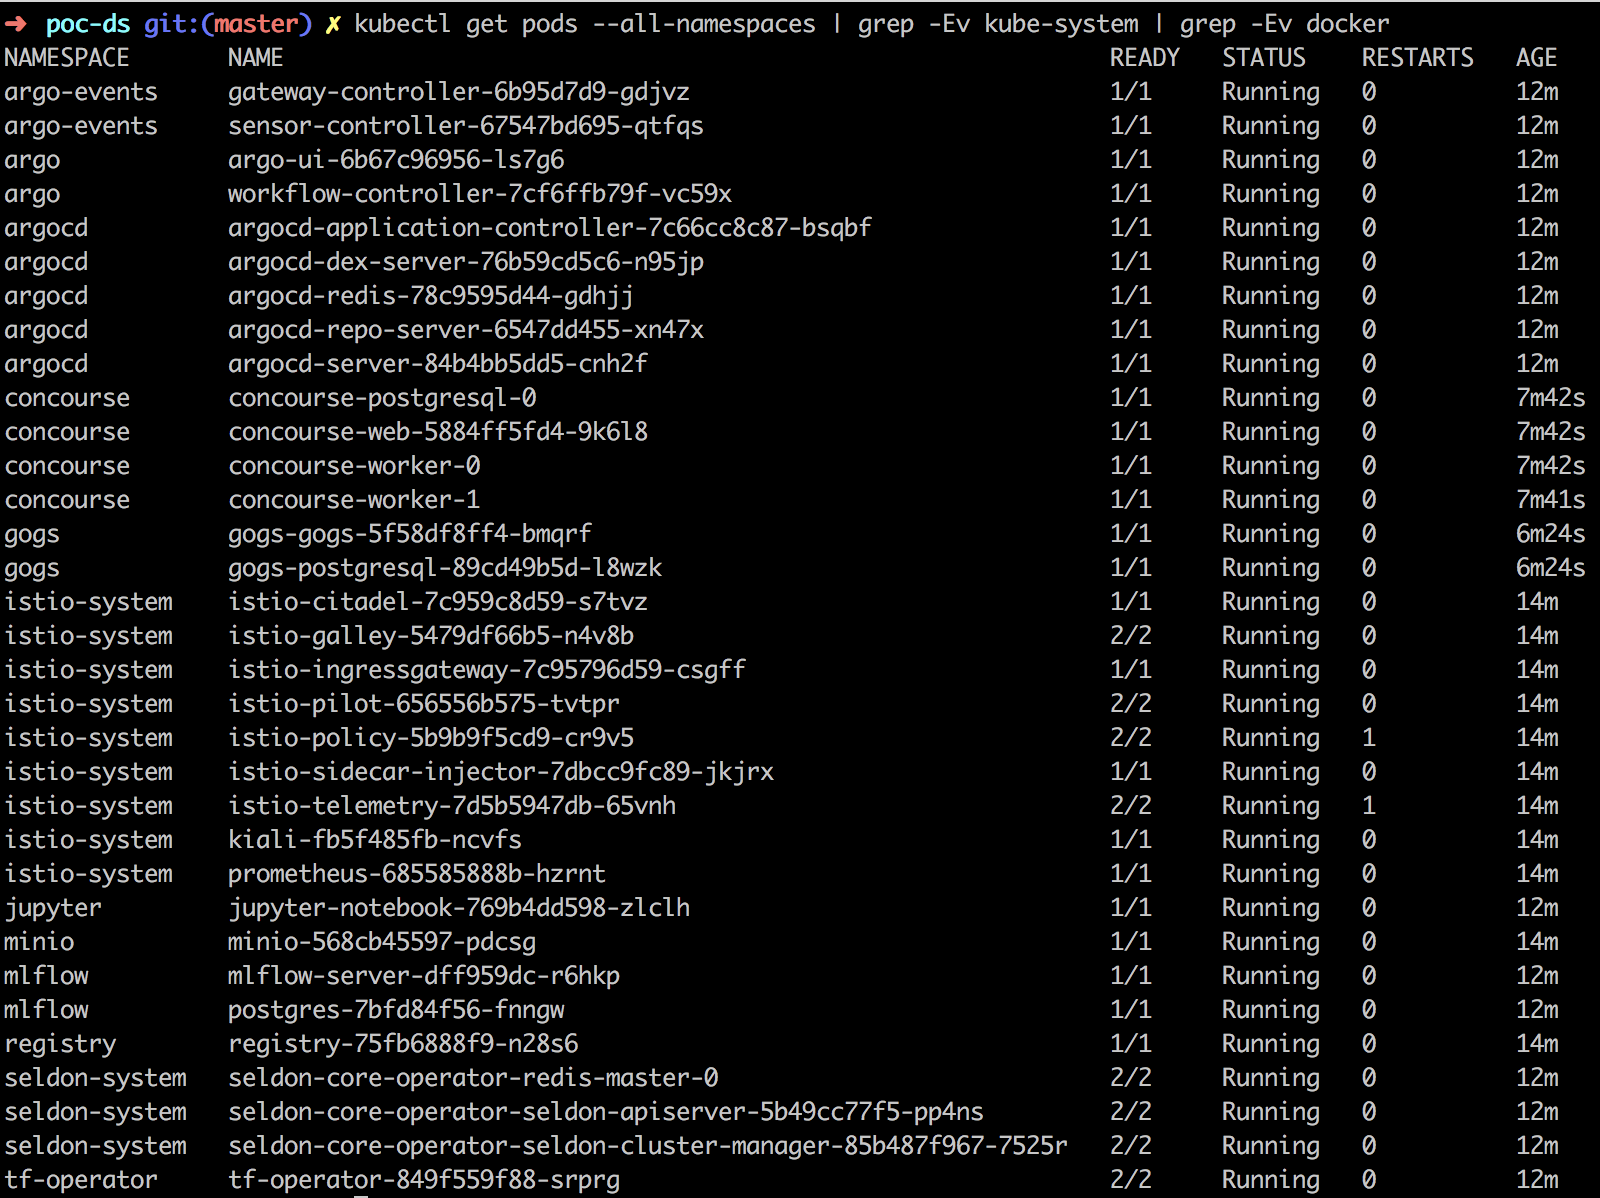 ➜ poc-ds git:(master) ✗ kubectl get pods --all-namespaces | grep -Ev kube-system | grep -Ev docker
NAMESPACE NAME READY STATUS RESTARTS AGE
argo-events gateway-controller-6b95d7d9-gdjvz 1/1 Running 0 12m
argo-events sensor-controller-67547bd695-qtfqs 1/1 Running 0 12m
argo argo-ui-6b67c96956-ls7g6 1/1 Running 0 12m
argo workflow-controller-7cf6ffb79f-vc59x 1/1 Running 0 12m
argocd argocd-application-controller-7c66cc8c87-bsqbf 1/1 Running 0 12m
argocd argocd-dex-server-76b59cd5c6-n95jp 1/1 Running 0 12m
argocd argocd-redis-78c9595d44-gdhjj 1/1 Running 0 12m
argocd argocd-repo-server-6547dd455-xn47x 1/1 Running 0 12m
argocd argocd-server-84b4bb5dd5-cnh2f 1/1 Running 0 12m
concourse concourse-postgresql-0 1/1 Running 0 7m42s
concourse concourse-web-5884ff5fd4-9k6l8 1/1 Running 0 7m42s
concourse concourse-worker-0 1/1 Running 0 7m42s
concourse concourse-worker-1 1/1 Running 0 7m41s
gogs gogs-gogs-5f58df8ff4-bmqrf 1/1 Running 0 6m24s
gogs gogs-postgresql-89cd49b5d-l8wzk 1/1 Running 0 6m24s
istio-system istio-citadel-7c959c8d59-s7tvz 1/1 Running 0 14m
istio-system istio-galley-5479df66b5-n4v8b 2/2 Running 0 14m
istio-system istio-ingressgateway-7c95796d59-csgff 1/1 Running 0 14m
istio-system istio-pilot-656556b575-tvtpr 2/2 Running 0 14m
istio-system istio-policy-5b9b9f5cd9-cr9v5 2/2 Running 1 14m
istio-system istio-sidecar-injector-7dbcc9fc89-jkjrx 1/1 Running 0 14m
istio-system istio-telemetry-7d5b5947db-65vnh 2/2 Running 1 14m
istio-system kiali-fb5f485fb-ncvfs 1/1 Running 0 14m
istio-system prometheus-685585888b-hzrnt 1/1 Running 0 14m
jupyter jupyter-notebook-769b4dd598-zlclh 1/1 Running 0 12m
minio minio-568cb45597-pdcsg 1/1 Running 0 14m
mlflow mlflow-server-dff959dc-r6hkp 1/1 Running 0 12m
mlflow postgres-7bfd84f56-fnngw 1/1 Running 0 12m
registry registry-75fb6888f9-n28s6 1/1 Running 0 14m
seldon-system seldon-core-operator-redis-master-0 2/2 Running 0 12m
seldon-system seldon-core-operator-seldon-apiserver-5b49cc77f5-pp4ns 2/2 Running 0 12m
seldon-system seldon-core-operator-seldon-cluster-manager-85b487f967-7525r 2/2 Running 0 12m
tf-operator tf-operator-849f559f88-srprg 2/2 Running 0 12m